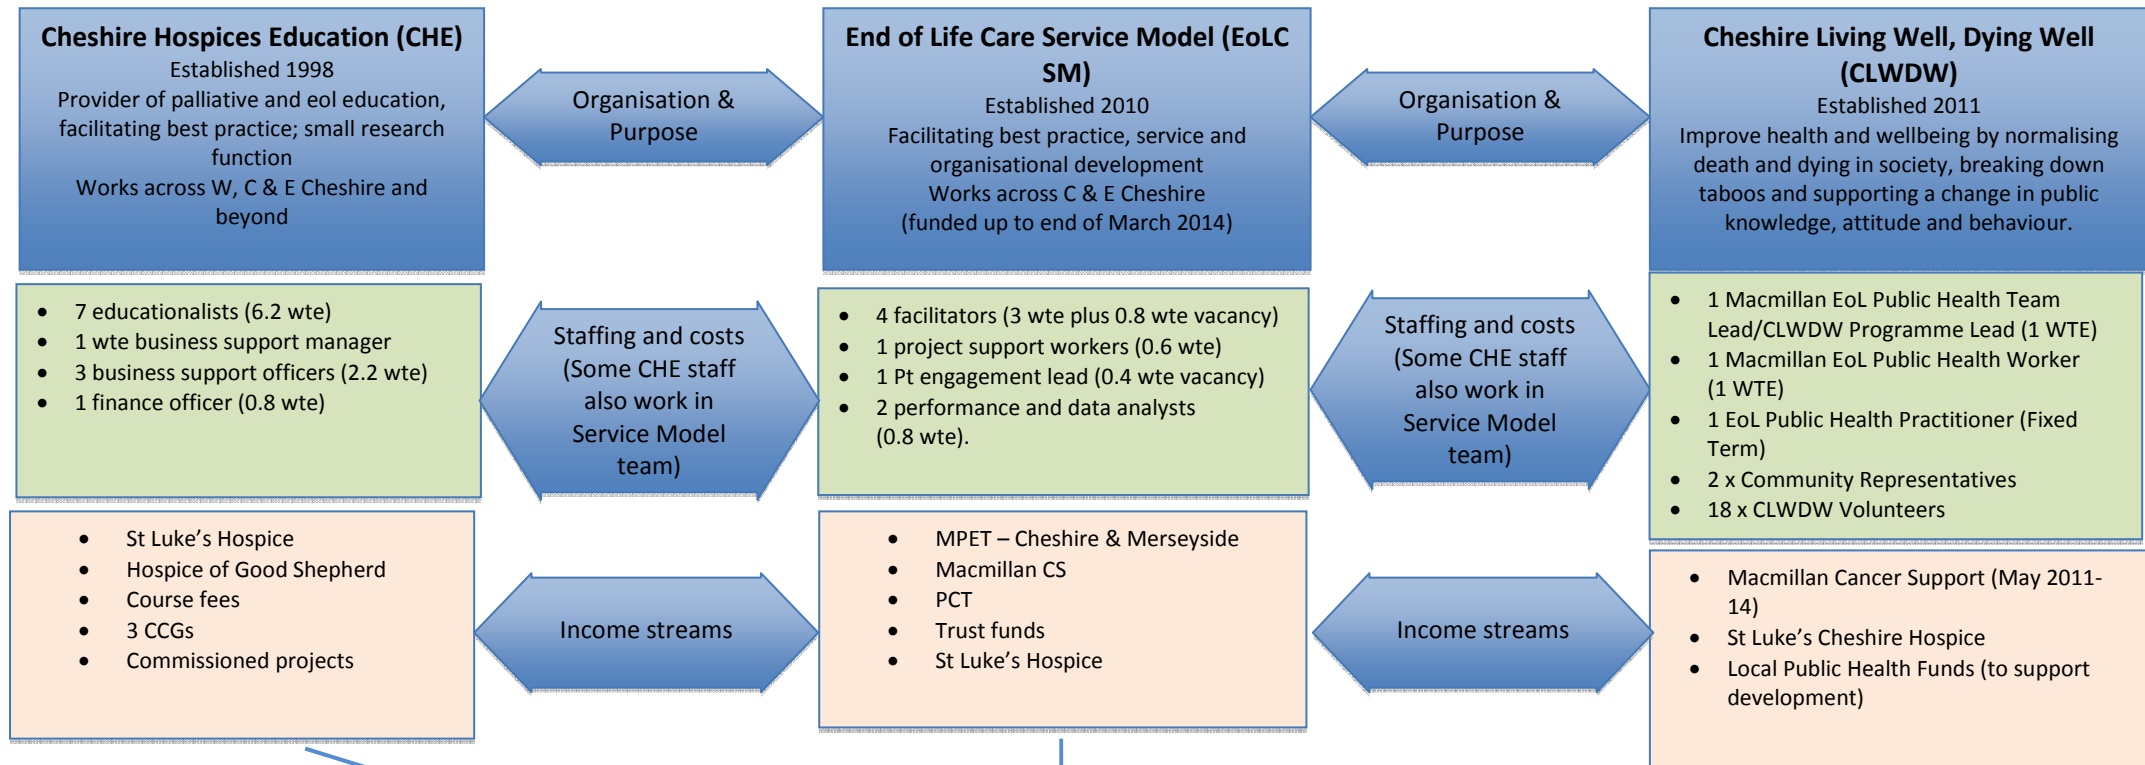 Cheshire Hospices Education (CHE)
Established 1998
Provider of palliative and eol education,
facilitating best practice; small research
function
Works across W, C & E Cheshire and
beyond
Organisation &
Purpose
End of Life Care Service Model (EoLC
SM)
Established 2010
Facilitating best practice, service and
organisational development
Works across C & E Cheshire
(funded up to end of March 2014)
Organisation &
Purpose
Cheshire Living Well, Dying Well
(CLWDW)
Established 2011
Improve health and wellbeing by normalising
death and dying in society, breaking down
taboos and supporting a change in public
knowledge, attitude and behaviour.
• 7 educationalists (6.2 wte)
• 1 wte business support manager
• 3 business support officers (2.2 wte)
• 1 finance officer (0.8 wte)
Staffing and costs
(Some CHE staff
also work in
Service Model
team)
• 4 facilitators (3 wte plus 0.8 wte vacancy)
• 1 project support workers (0.6 wte)
• 1 Pt engagement lead (0.4 wte vacancy)
• 2 performance and data analysts
(0.8 wte).
Staffing and costs
(Some CHE staff
also work in
Service Model
team)
• 1 Macmillan EoL Public Health Team
Lead/CLWDW Programme Lead (1 WTE)
• 1 Macmillan EoL Public Health Worker
(1 WTE)
• 1 EoL Public Health Practitioner (Fixed
Term)
• 2 x Community Representatives
• 18 x CLWDW Volunteers
• St Luke’s Hospice
• Hospice of Good Shepherd
• Course fees
• 3 CCGs
• Commissioned projects
Income streams
• MPET – Cheshire & Merseyside
• Macmillan CS
• PCT
• Trust funds
• St Luke’s Hospice
Income streams
• Macmillan Cancer Support (May 2011-
14)
• St Luke’s Cheshire Hospice
• Local Public Health Funds (to support
development)